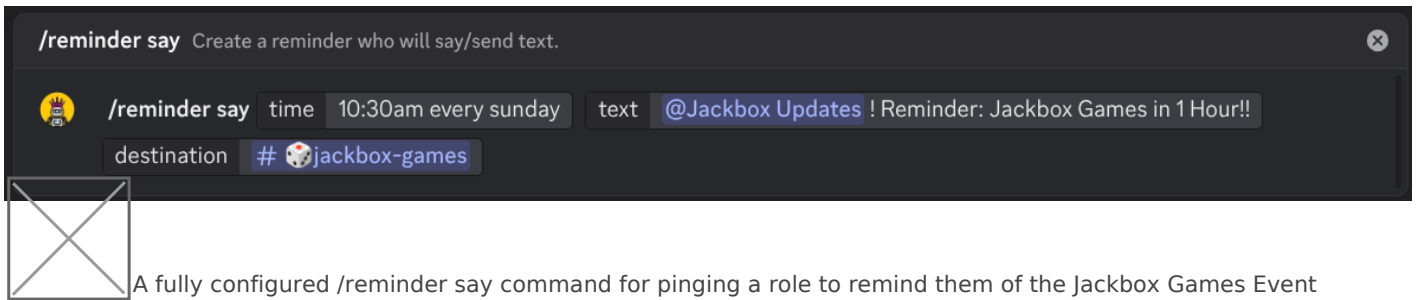 /reminder say Create a reminder who will say/send text.
/reminder say time 10:30am every sunday text @Jackbox Updates ! Reminder: Jackbox Games in 1 Hour!!
destination # 🎲jackbox-games
A fully configured /reminder say command for pinging a role to remind them of the Jackbox Games Event